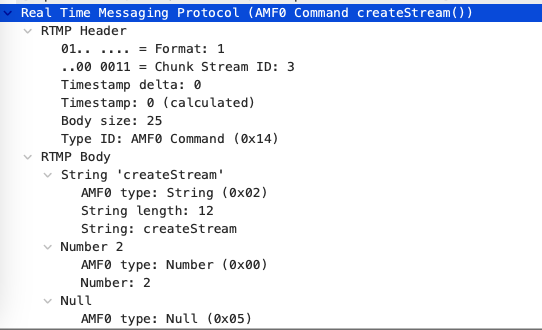 Real Time Messaging Protocol (AMF0 Command createStream())
RTMP Header
01.. .... = Format: 1
..00 0011 = Chunk Stream ID: 3
Timestamp delta: 0
Timestamp: 0 (calculated)
Body size: 25
Type ID: AMF0 Command (0x14)
RTMP Body
String 'createStream'
AMF0 type: String (0x02)
String length: 12
String: createStream
Number 2
AMF0 type: Number (0x00)
Number: 2
Null
AMF0 type: Null (0x05)